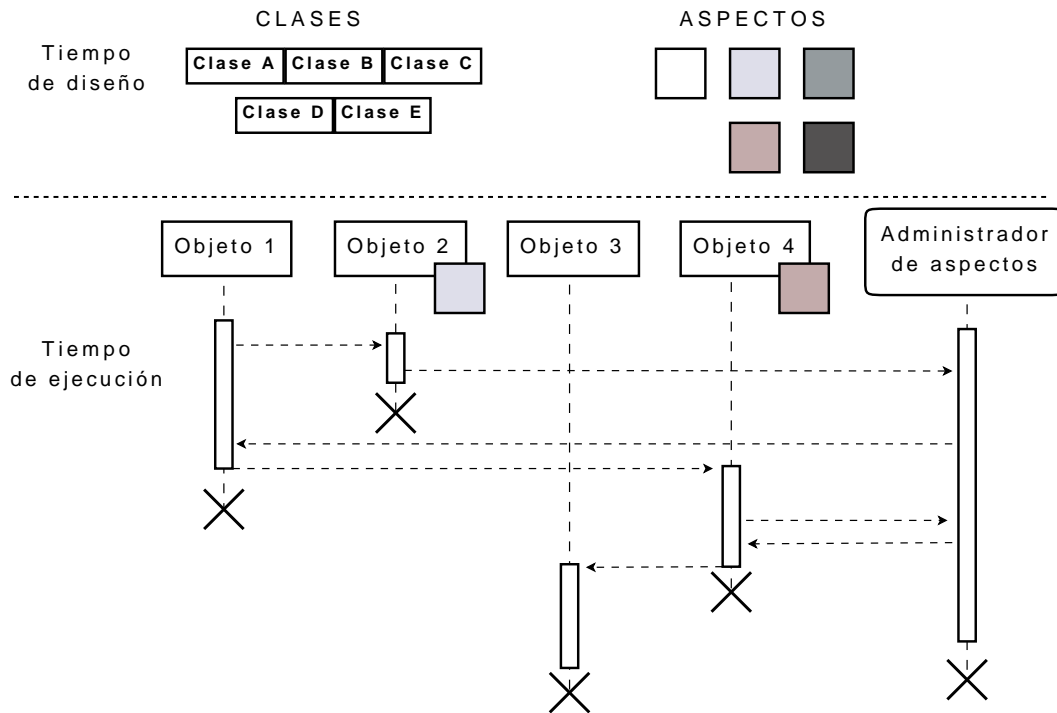 CLASES
ASPECTOS
Tiempo
de diseño
Clase A
Clase B
Clase C
Clase D
Clase E
Objeto 1
Objeto 2
Objeto 3
Objeto 4
Administrador
de aspectos
Tiempo
de ejecución